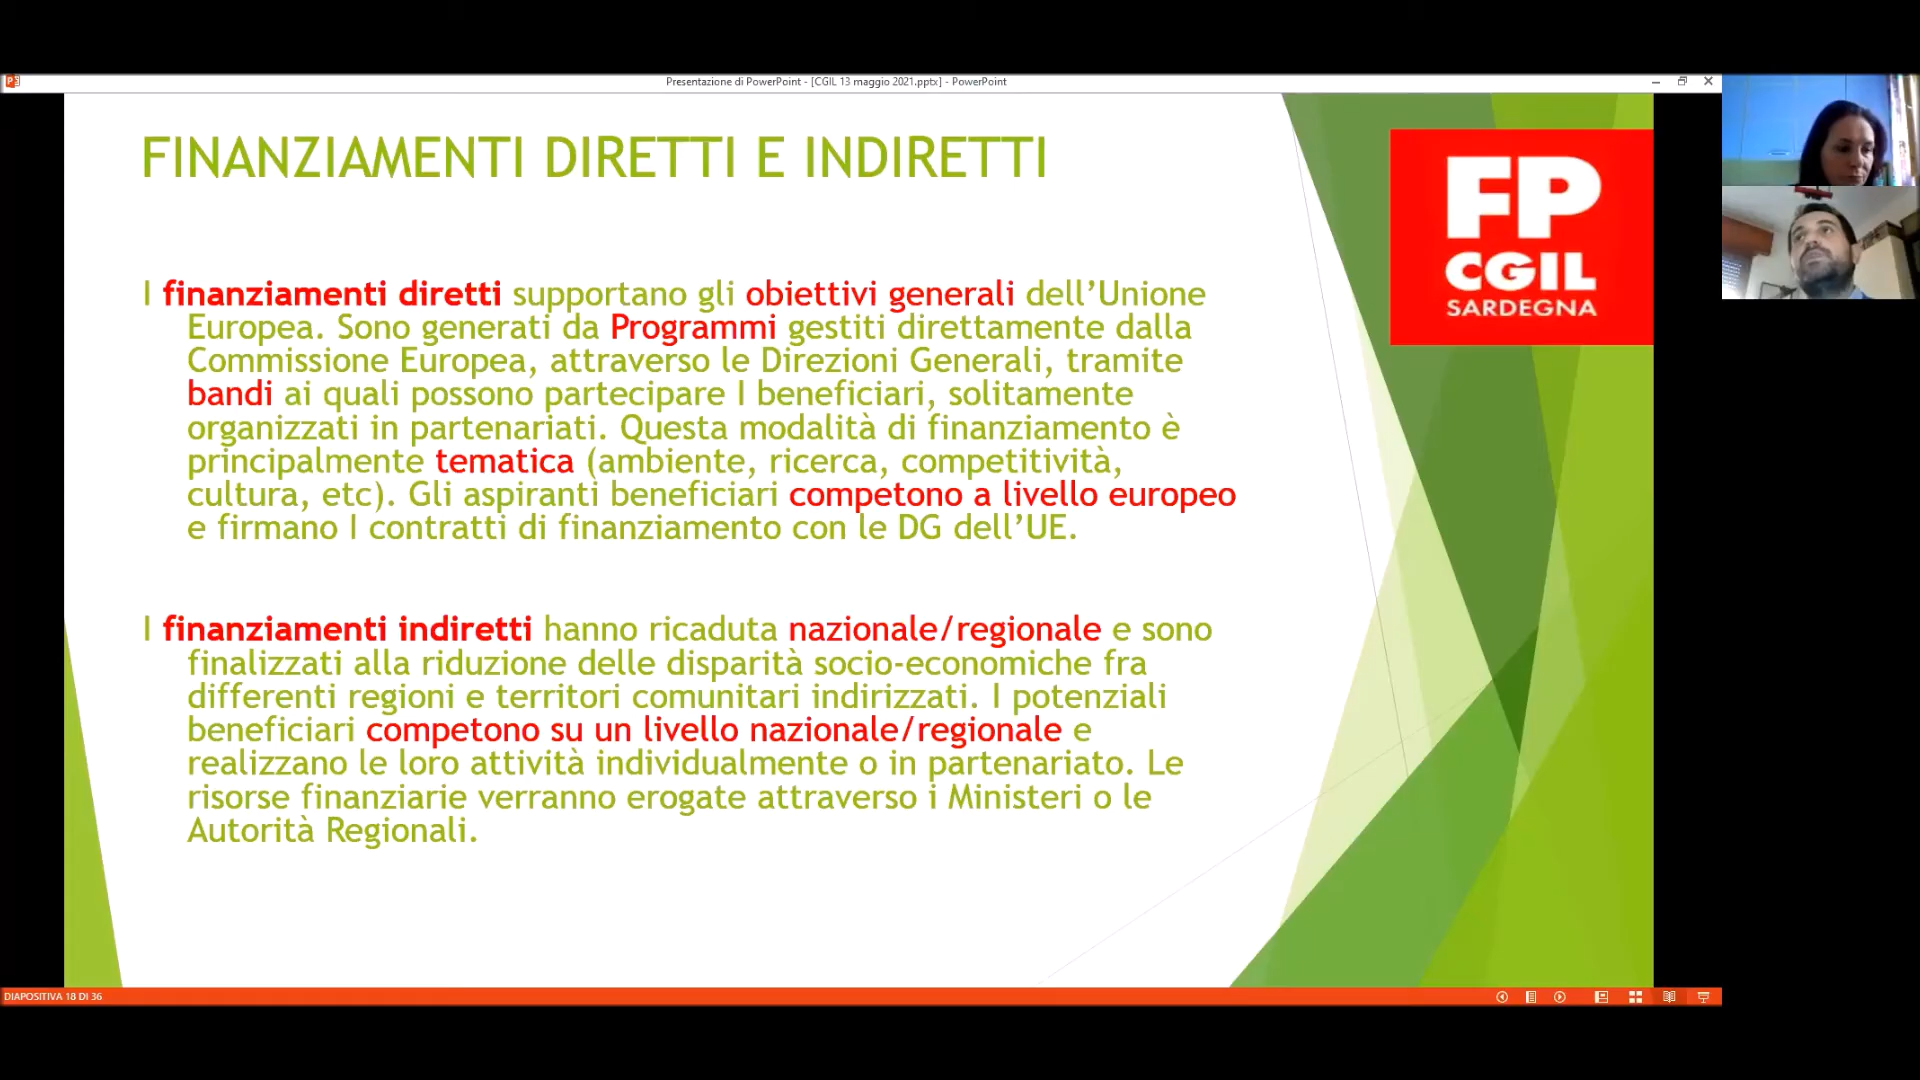 Presentazione di PowerPoint - [CGIL 13 maggio 2021.pptx] - PowerPoint
FINANZIAMENTI DIRETTI E INDIRETTI
FP
CGIL
SARDEGNA
I finanziamenti diretti supportano gli obiettivi generali dell’Unione
Europea. Sono generati da Programmi gestiti direttamente dalla
Commissione Europea, attraverso le Direzioni Generali, tramite
bandi ai quali possono partecipare I beneficiari, solitamente
organizzati in partenariati. Questa modalità di finanziamento è
principalmente tematica (ambiente, ricerca, competitività,
cultura, etc). Gli aspiranti beneficiari competono a livello europeo
e firmano I contratti di finanziamento con le DG dell’UE.
I finanziamenti indiretti hanno ricaduta nazionale/regionale e sono
finalizzati alla riduzione delle disparità socio-economiche fra
differenti regioni e territori comunitari indirizzati. I potenziali
beneficiari competono su un livello nazionale/regionale e
realizzano le loro attività individualmente o in partenariato. Le
risorse finanziarie verranno erogate attraverso i Ministeri o le
Autorità Regionali.
DIAPOSITIVA 18 DI 36